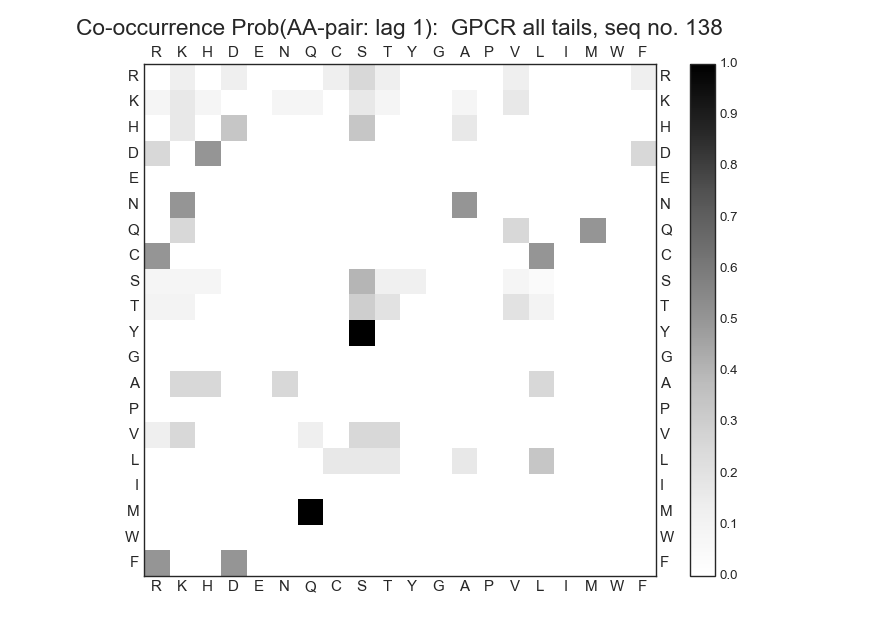 Co-occurrence Prob(AA-pair: lag 1):  GPCR all tails, seq no. 138
R K H D E N Q C S T Y G A P V L I M W F
R R 1.0
K K 0.9
H H
D D 0.8
E E
N N 0.7
Q Q
C C 0.6
S S
T T 0.5
Y Y
G G 0.4
A A
P P 0.3
V V
L L 0.2
I I
M M 0.1
W W
F F 0.0
R K H D E N Q C S T Y G A P V L I M W F